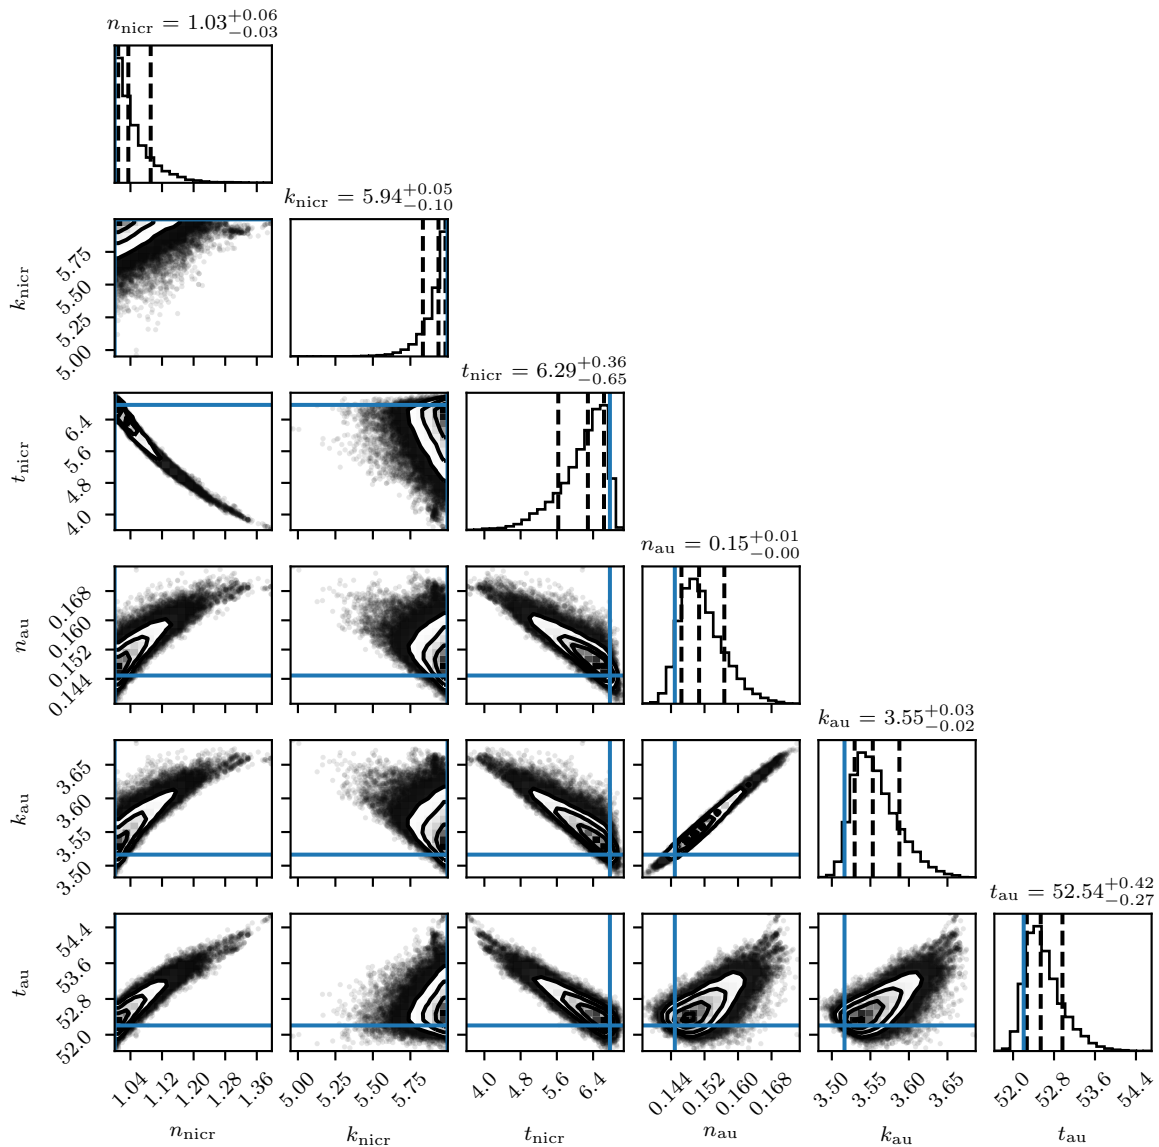 n_nicr = 1.03^{+0.06}_{-0.03}
k_nicr = 5.94^{+0.05}_{-0.10}
k_nicr
5.75
5.50
5.25
5.00
t_nicr = 6.29^{+0.36}_{-0.65}
t_nicr
6.4
5.6
4.8
4.0
n_au = 0.15^{+0.01}_{-0.00}
n_au
0.168
0.160
0.152
0.144
k_au = 3.55^{+0.03}_{-0.02}
k_au
3.65
3.60
3.55
3.50
t_au = 52.54^{+0.42}_{-0.27}
t_au
54.4
53.6
52.8
52.0
1.04 1.12 1.20 1.28 1.36
5.00 5.25 5.50 5.75
4.0 4.8 5.6 6.4
0.144 0.152 0.160 0.168
3.50 3.55 3.60 3.65
52.0 52.8 53.6 54.4
n_nicr k_nicr t_nicr n_au k_au t_au